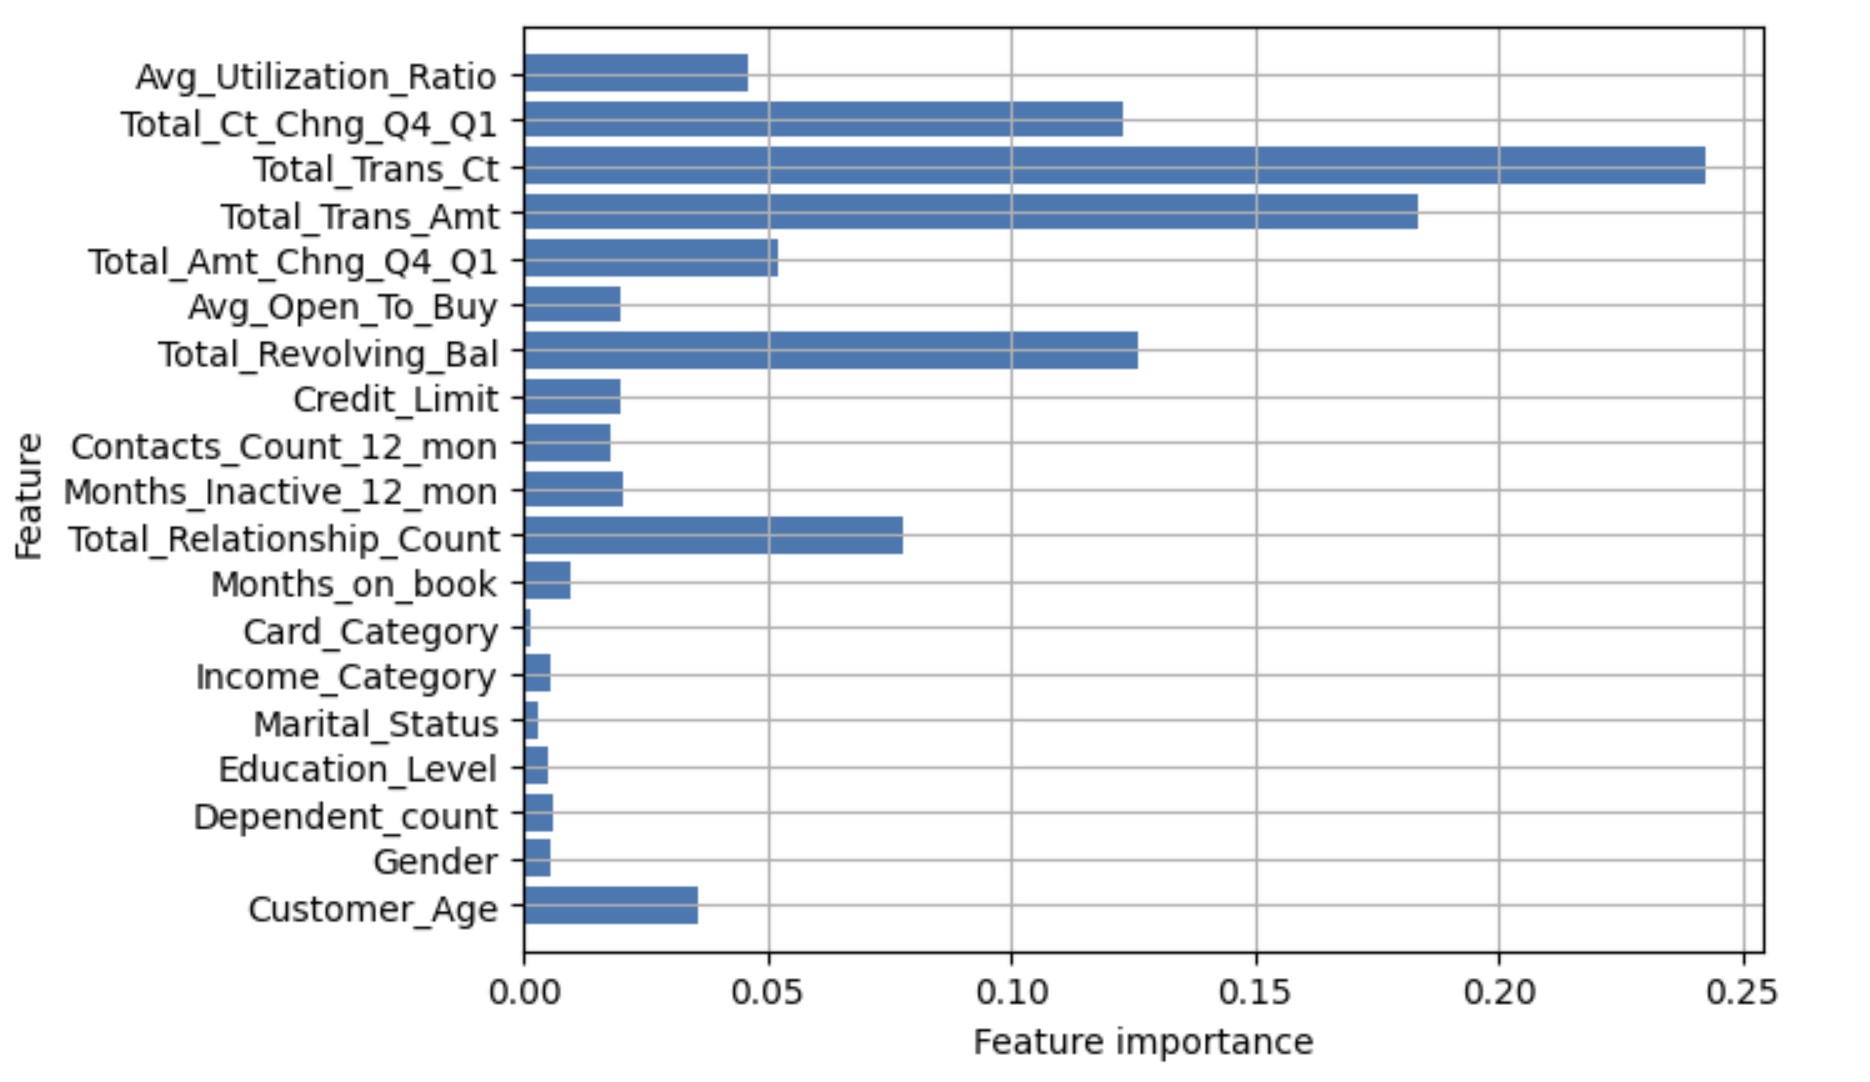 Avg_Utilization_Ratio
Total_Ct_Chng_Q4_Q1
Total_Trans_Ct
Total_Trans_Amt
Total_Amt_Chng_Q4_Q1
Avg_Open_To_Buy
Total_Revolving_Bal
Credit_Limit
Contacts_Count_12_mon
Months_Inactive_12_mon
Total_Relationship_Count
Months_on_book
Card_Category
Income_Category
Marital_Status
Education_Level
Dependent_count
Gender
Customer_Age
Feature
0.00 0.05 0.10 0.15 0.20 0.25
Feature importance